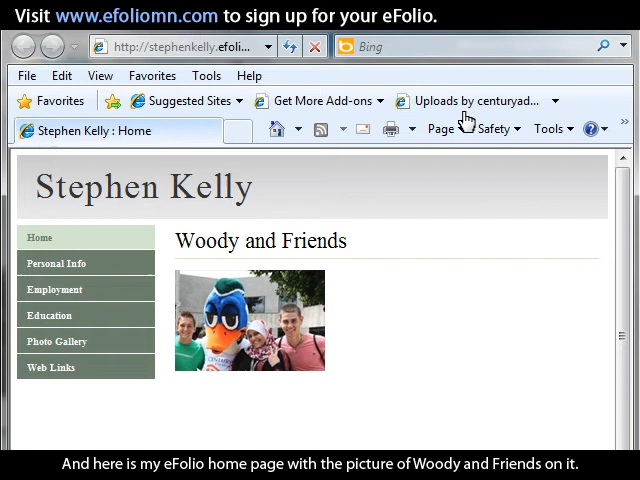 Visit www.efoliomn.com to sign up for your eFolio.
http://stephenkelly.efoli...
Bing
File Edit View Favorites Tools Help
Favorites Suggested Sites Get More Add-ons Uploads by centuryad...
Stephen Kelly : Home
Page Safety Tools
Stephen Kelly
Home
Personal Info
Employment
Education
Photo Gallery
Web Links
Woody and Friends
And here is my eFolio home page with the picture of Woody and Friends on it.